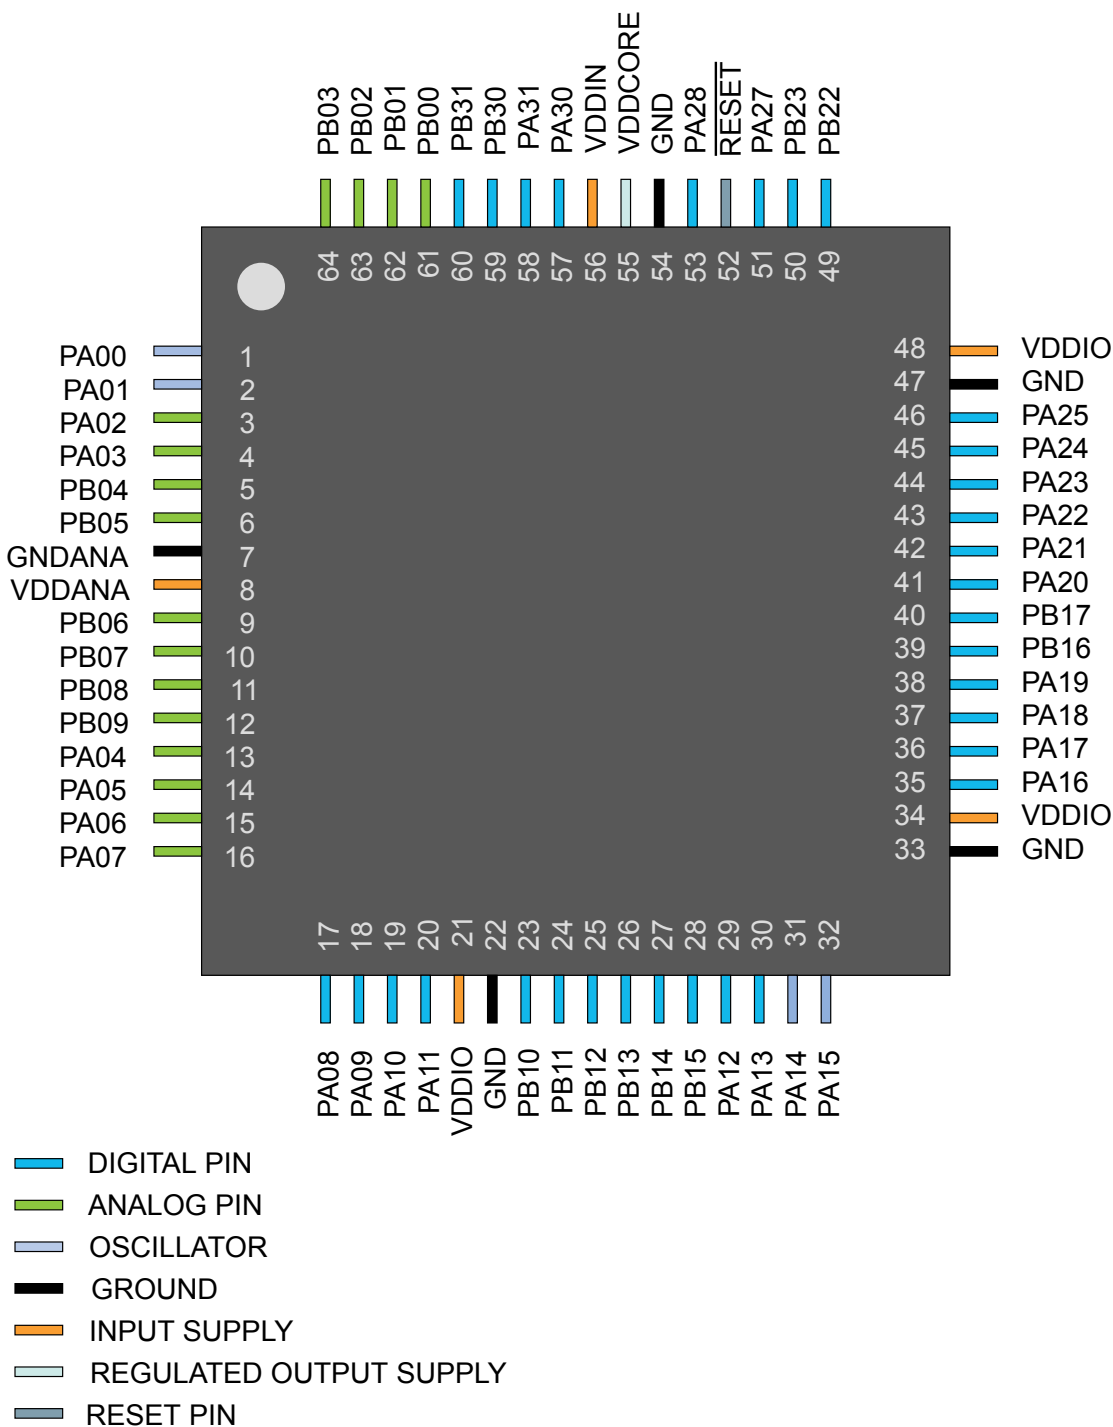 PB03
PB02
PB01
PB00
PB31
PB30
PA31
PA30
VDDIN
VDDCORE
GND
PA28
RESET
PA27
PB23
PB22
64
63
62
61
60
59
58
57
56
55
54
53
52
51
50
49
PA00 1
PA01 2
PA02 3
PA03 4
PB04 5
PB05 6
GNDANA 7
VDDANA 8
PB06 9
PB07 10
PB08 11
PB09 12
PA04 13
PA05 14
PA06 15
PA07 16
48 VDDIO
47 GND
46 PA25
45 PA24
44 PA23
43 PA22
42 PA21
41 PA20
40 PB17
39 PB16
38 PA19
37 PA18
36 PA17
35 PA16
34 VDDIO
33 GND
17
18
19
20
21
22
23
24
25
26
27
28
29
30
31
32
PA08
PA09
PA10
PA11
VDDIO
GND
PB10
PB11
PB12
PB13
PB14
PB15
PA12
PA13
PA14
PA15
DIGITAL PIN
ANALOG PIN
OSCILLATOR
GROUND
INPUT SUPPLY
REGULATED OUTPUT SUPPLY
RESET PIN